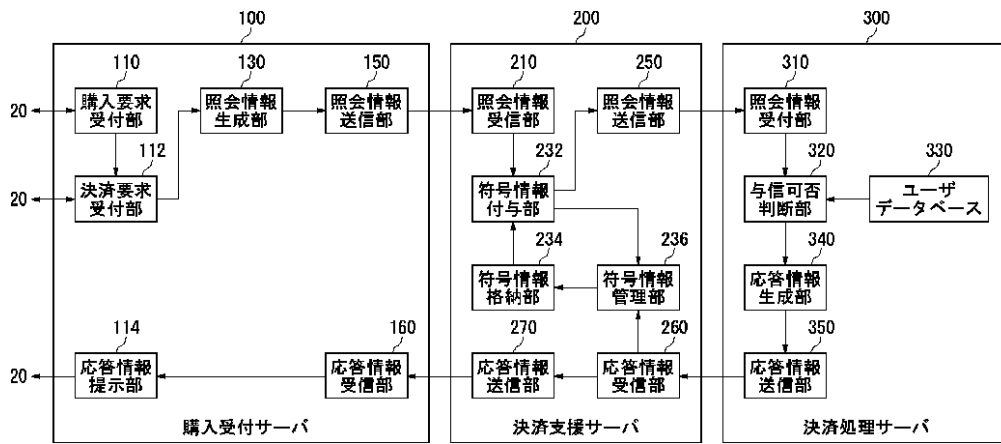 100
200
300
110
130
150
210
250
310
20
購入要求
受付部
照会情報
生成部
照会情報
送信部
照会情報
受信部
照会情報
送信部
照会情報
受付部
112
232
320
330
20
決済要求
受付部
符号情報
付与部
与信可否
判断部
ユーザ
データベース
234
236
340
符号情報
格納部
符号情報
管理部
応答情報
生成部
114
160
270
260
350
20
応答情報
提示部
応答情報
受信部
応答情報
送信部
応答情報
受信部
応答情報
送信部
購入受付サーバ
決済支援サーバ
決済処理サーバ